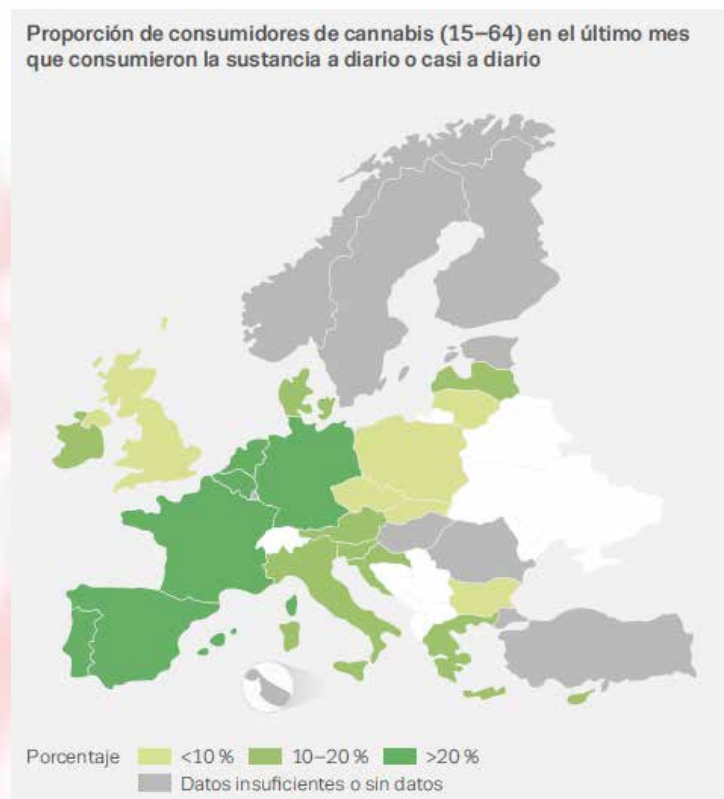 Proporción de consumidores de cannabis (15–64) en el último mes
que consumieron la sustancia a diario o casi a diario
Porcentaje <10 % 10–20 % >20 %
Datos insuficientes o sin datos